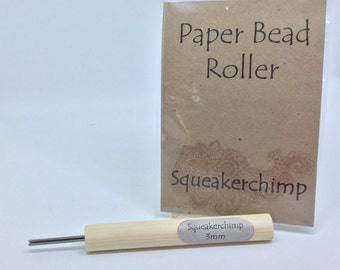 Paper Bead
Roller
Squeakerchimp
Squeakerchimp
3mm